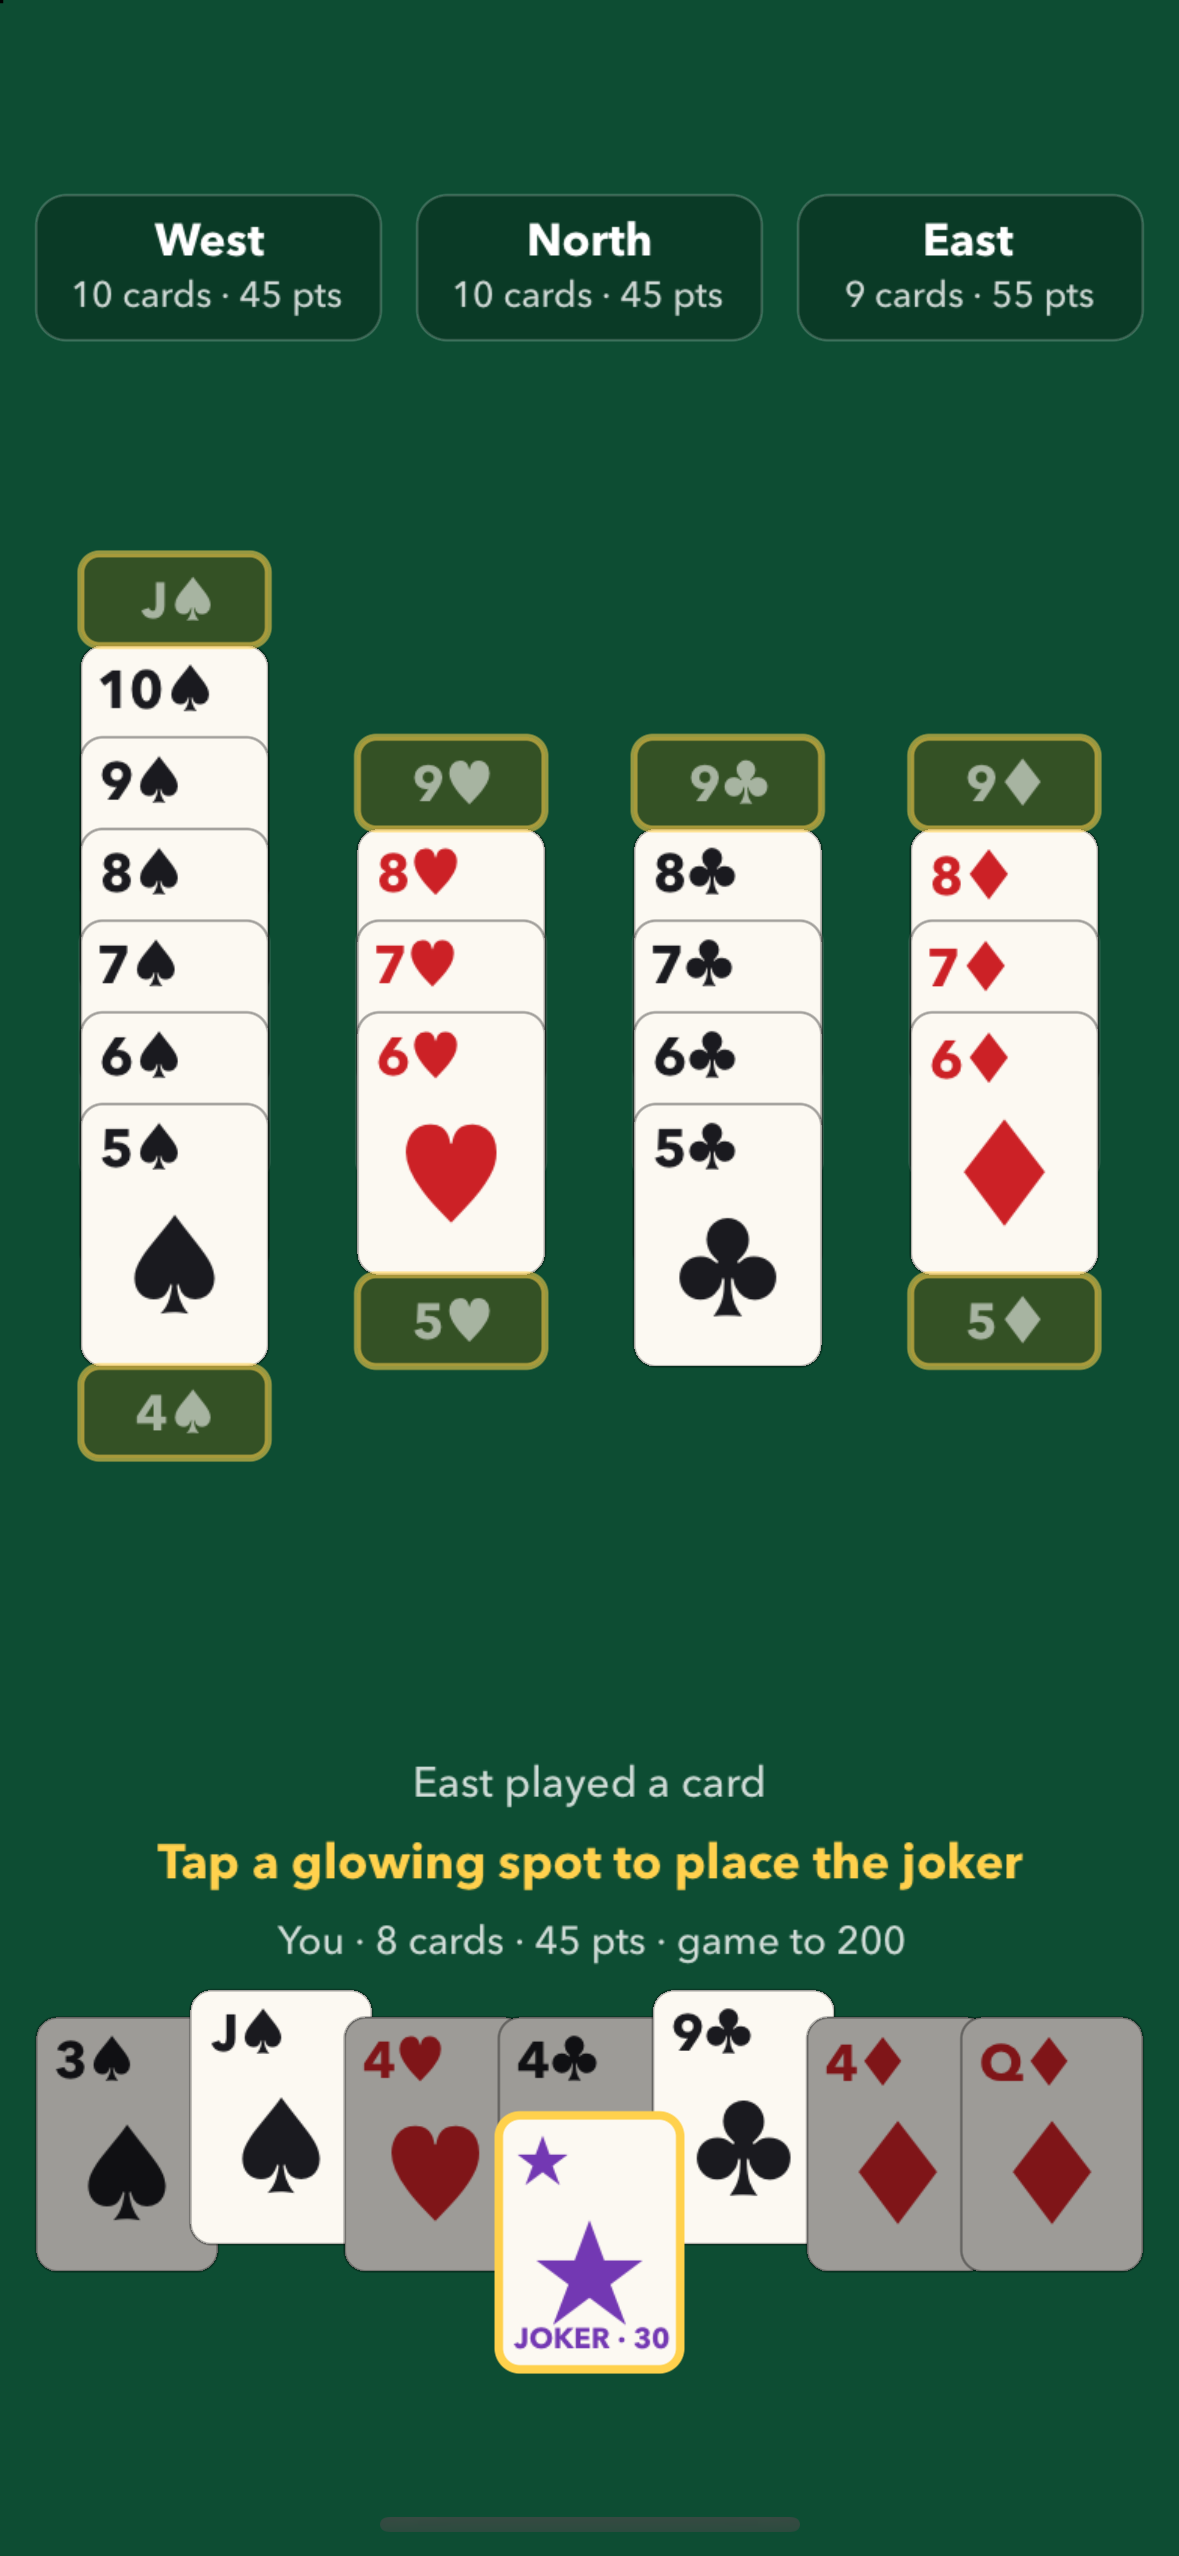 West
10 cards · 45 pts
North
10 cards · 45 pts
East
9 cards · 55 pts
J♠
10♠
9♠
8♠
7♠
6♠
5♠
4♠
9♥
8♥
7♥
6♥
5♥
9♣
8♣
7♣
6♣
5♣
9♦
8♦
7♦
6♦
5♦
East played a card
Tap a glowing spot to place the joker
You · 8 cards · 45 pts · game to 200
3♠
J♠
4♥
4♣
9♣
4♦
Q♦
★
JOKER · 30